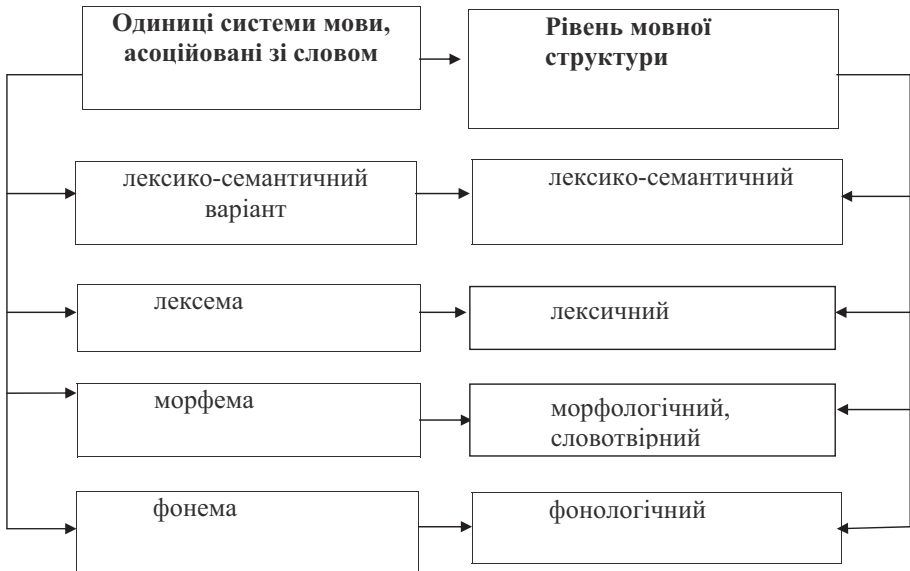 Одиниці системи мови,
асоційовані зі словом
Рівень мовної
структури
лексико-семантичний
варіант
лексико-семантичний
лексема
лексичний
морфема
морфологічний,
словотвірний
фонема
фонологічний